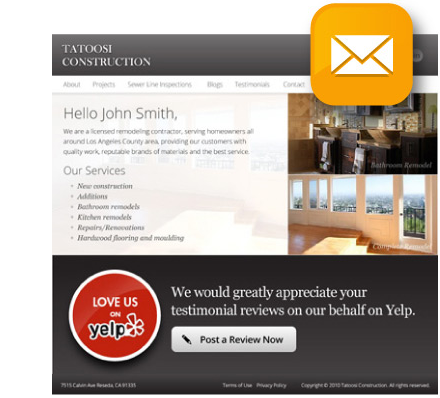 TATOOSI
CONSTRUCTION
About Projects Sewer Line Inspections Blogs Testimonials Contact
Hello John Smith,
We are a licensed remodeling contractor, serving homeowners all
around Los Angeles County area, providing our customers with
quality work, reputable brands of materials and the best service.
Our Services
New construction
Additions
Bathroom remodels
Kitchen remodels
Repairs/Renovations
Hardwood flooring and moulding
Bathroom Remodel
Complete Remodel
LOVE US
ON
yelp
We would greatly appreciate your
testimonial reviews on our behalf on Yelp.
Post a Review Now
7515 Calvin Ave Reseda, CA 91335 Terms of Use Privacy Policy Copyright © 2010 Tatoosi Construction. All rights reserved.